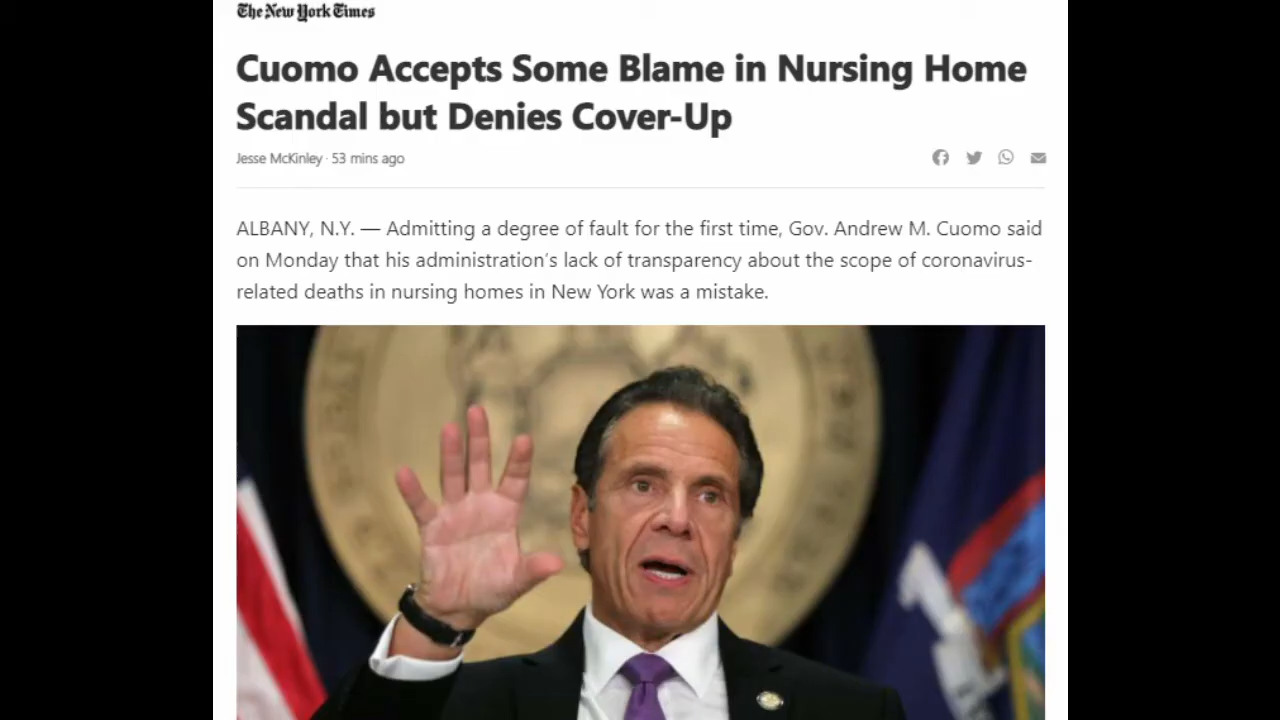 The New York Times
Cuomo Accepts Some Blame in Nursing Home
Scandal but Denies Cover-Up
Jesse McKinley · 53 mins ago
ALBANY, N.Y. — Admitting a degree of fault for the first time, Gov. Andrew M. Cuomo said
on Monday that his administration's lack of transparency about the scope of coronavirus-
related deaths in nursing homes in New York was a mistake.